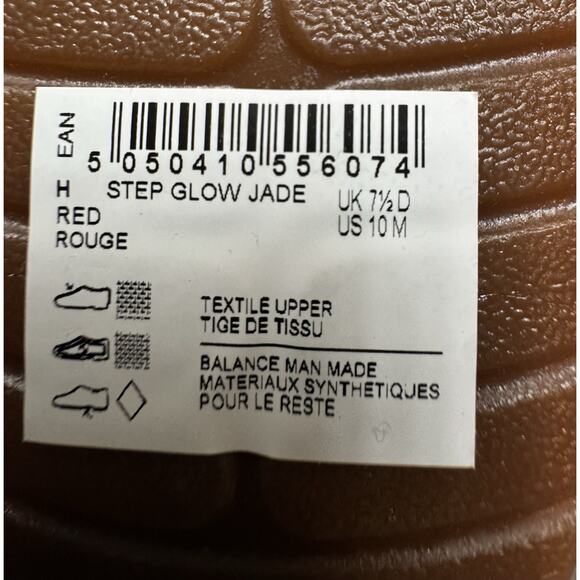 EAN
5 050410 556074
H STEP GLOW JADE UK 7½ D
RED US 10 M
ROUGE
TEXTILE UPPER
TIGE DE TISSU
BALANCE MAN MADE
MATERIAUX SYNTHETIQUES
POUR LE RESTE